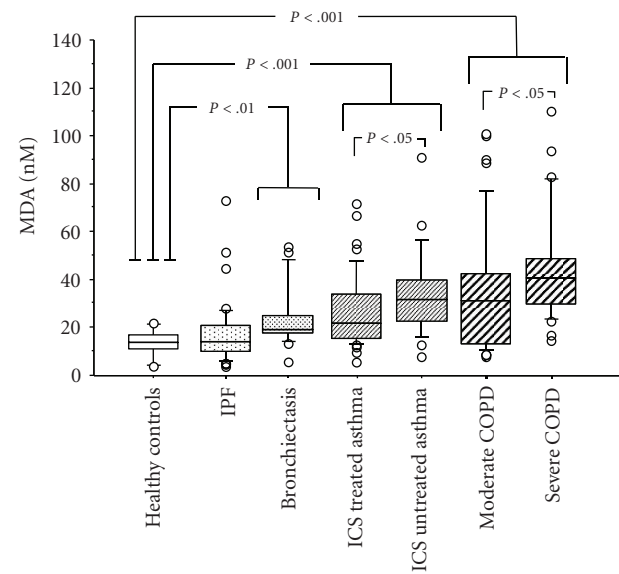 P < .001
140
P < .001
120
P < .05
P < .01
100
P < .05
80
60
40
20
0
MDA (nM)
Healthy controls
IPF
Bronchiectasis
ICS treated asthma
ICS untreated asthma
Moderate COPD
Severe COPD